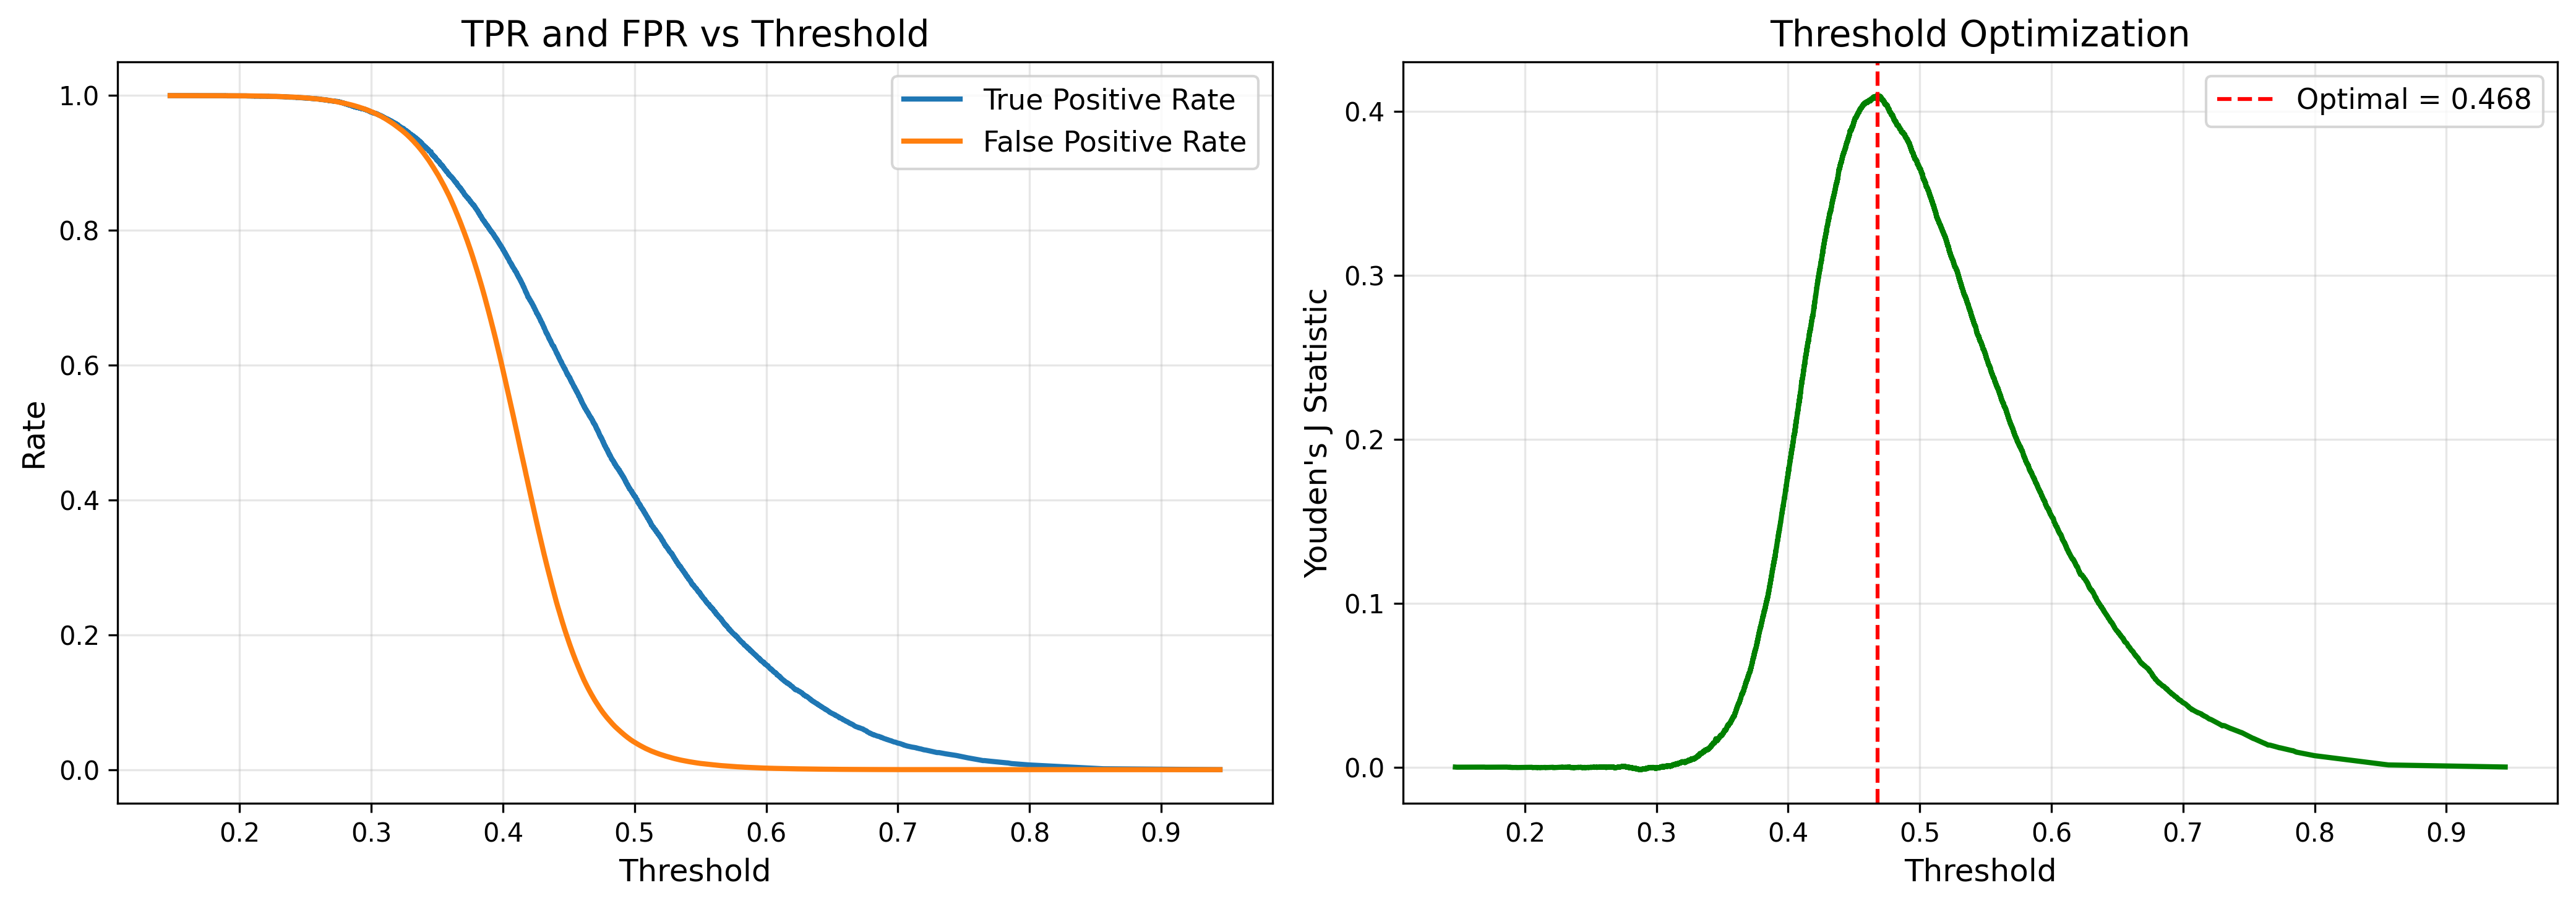 TPR and FPR vs Threshold
True Positive Rate
False Positive Rate
Rate
1.0
0.8
0.6
0.4
0.2
0.0
0.2 0.3 0.4 0.5 0.6 0.7 0.8 0.9
Threshold
Threshold Optimization
Optimal = 0.468
Youden's J Statistic
0.4
0.3
0.2
0.1
0.0
0.2 0.3 0.4 0.5 0.6 0.7 0.8 0.9
Threshold